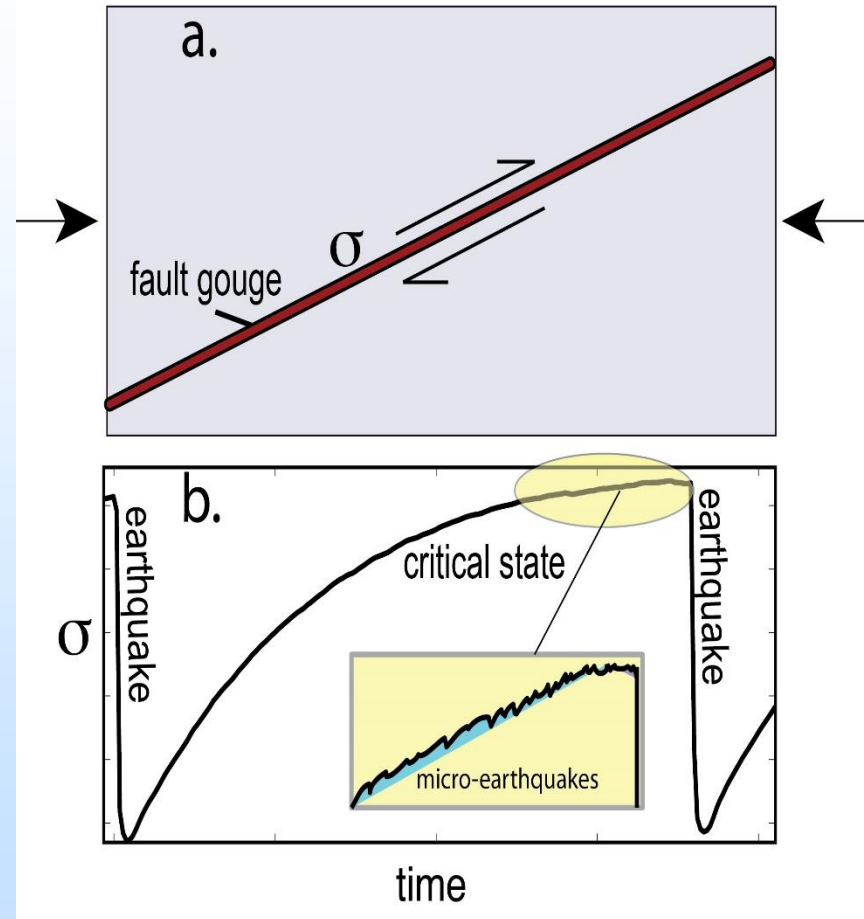 a.
σ
fault gouge
b.
earthquake
critical state
earthquake
σ
micro-earthquakes
time